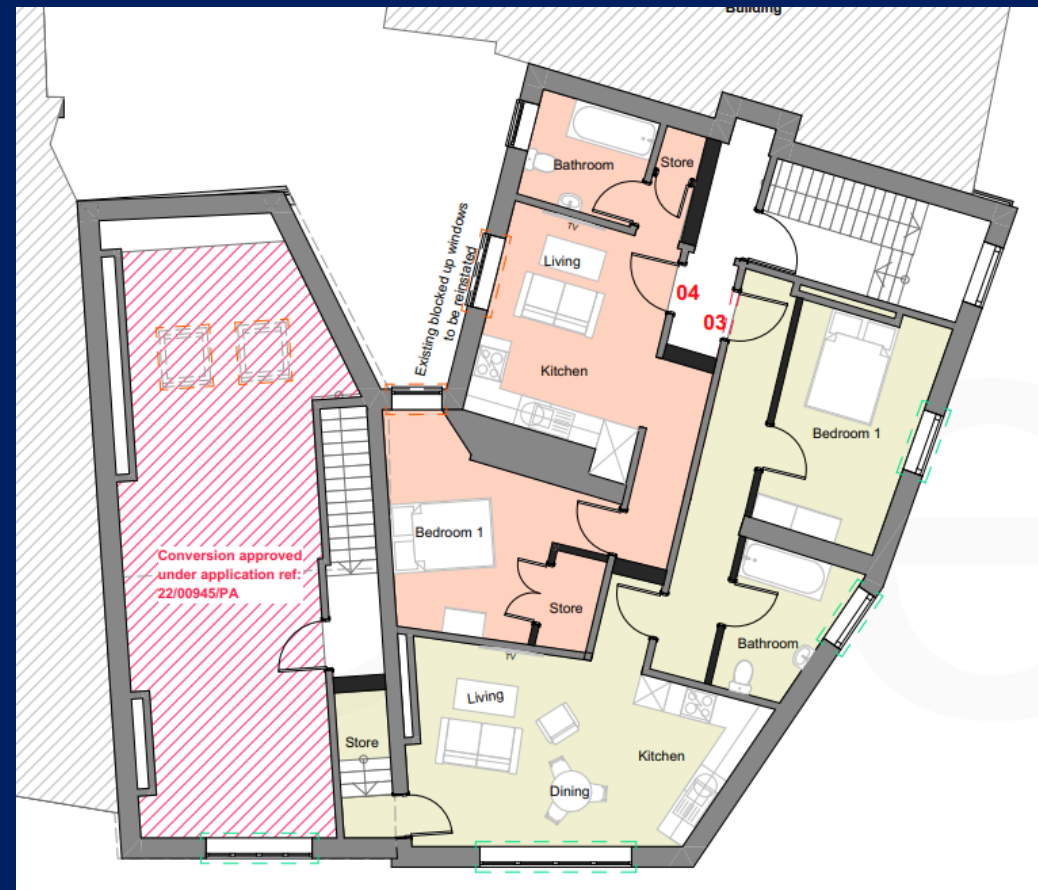 Building
Bathroom
Store
TV
Living
Existing blocked up windows
to be reinstated
04
03
Kitchen
Bedroom 1
Bedroom 1
Conversion approved
under application ref:
22/00945/PA
Store
Bathroom
TV
Living
Store
Kitchen
Dining